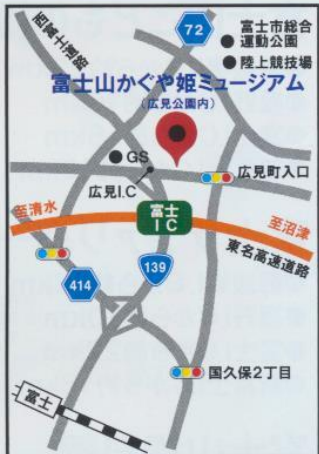 西富士道路
72
富士市総合
運動公園
陸上競技場
富士山かぐや姫ミュージアム
(広見公園内)
GS
広見I.C
広見町入口
至清水
富士
IC
至沼津
東名高速道路
139
414
国久保2丁目
富士